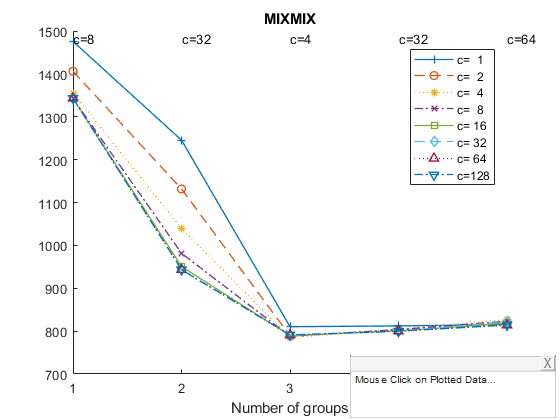 MIXMIX
c=8 c=32 c=4 c=32 c=64
1500
1400
1300
1200
1100
1000
900
800
700
c= 1
c= 2
c= 4
c= 8
c= 16
c= 32
c= 64
c=128
1 2 3
Number of groups
X
Mouse Click on Plotted Data...